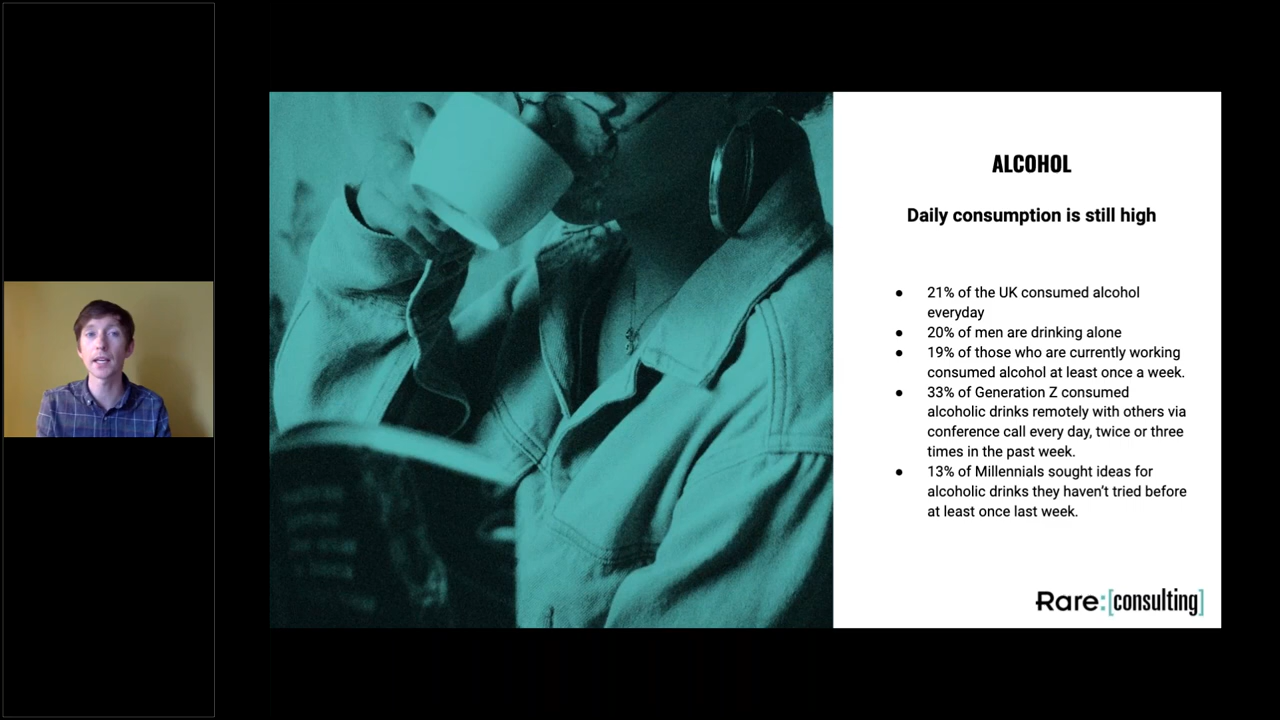 ALCOHOL
Daily consumption is still high
● 21% of the UK consumed alcohol
everyday
● 20% of men are drinking alone
● 19% of those who are currently working
consumed alcohol at least once a week.
● 33% of Generation Z consumed
alcoholic drinks remotely with others via
conference call every day, twice or three
times in the past week.
● 13% of Millennials sought ideas for
alcoholic drinks they haven’t tried before
at least once last week.
Rare:[consulting]